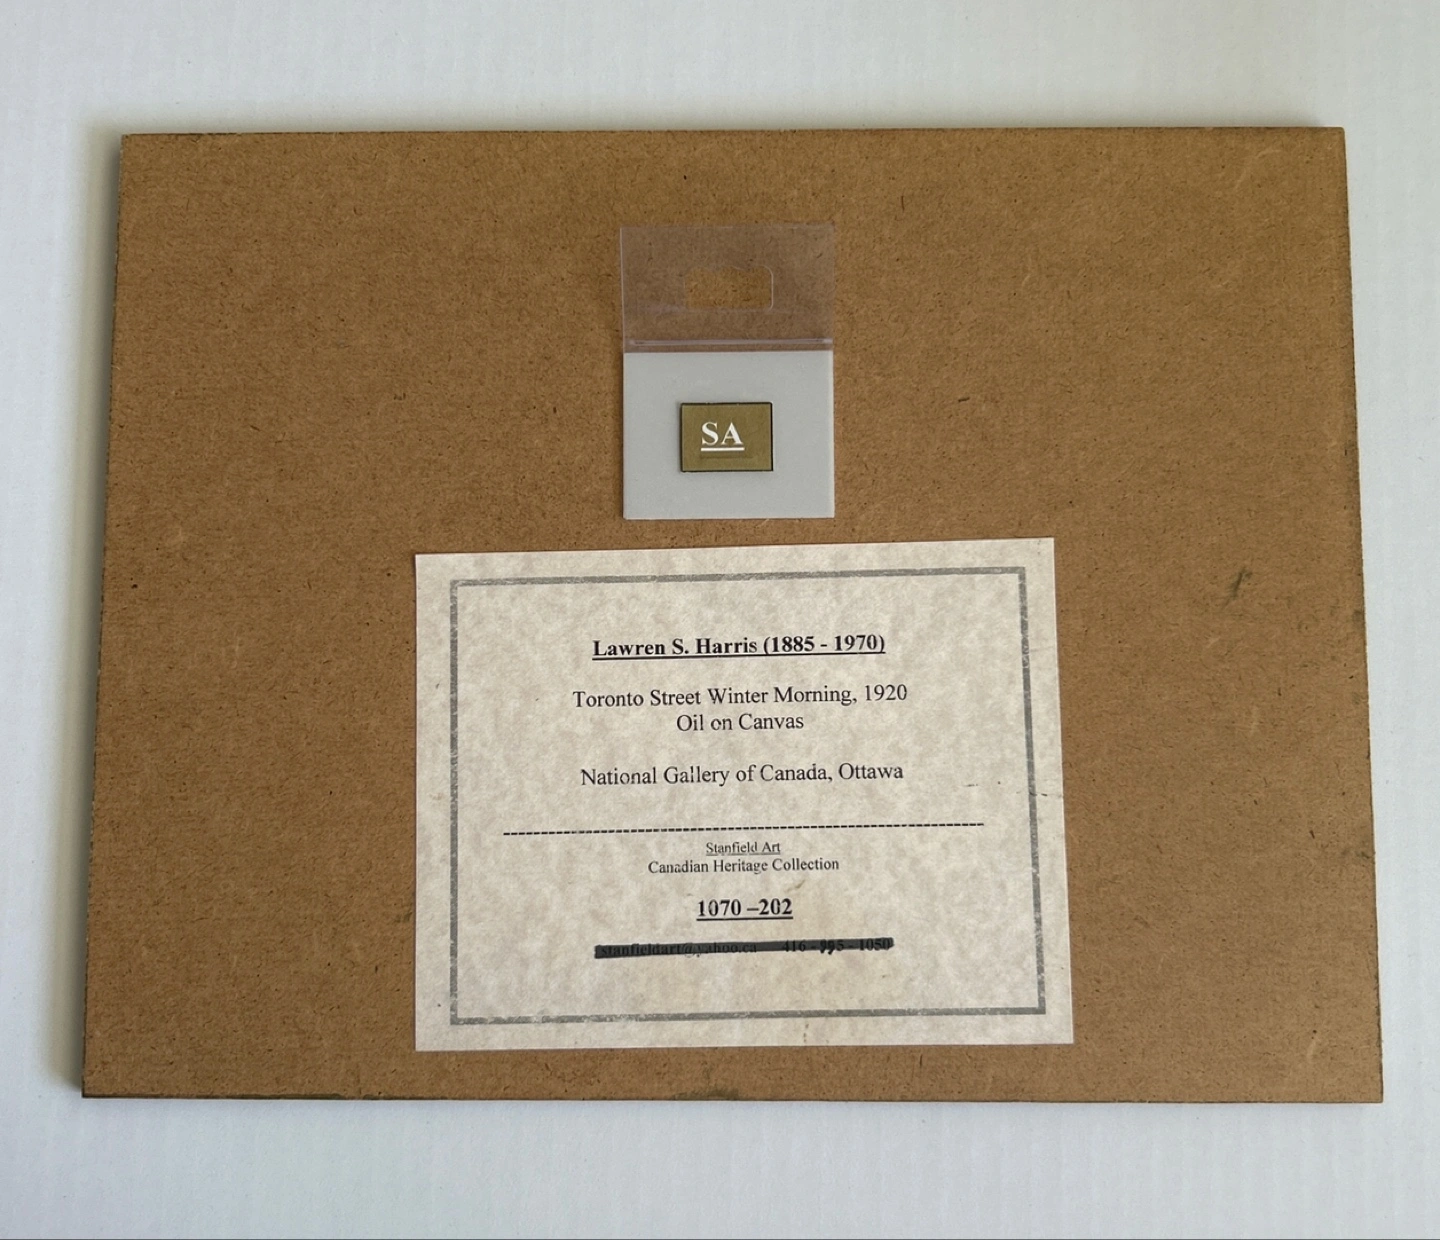 SA
Lawren S. Harris (1885 - 1970)
Toronto Street Winter Morning, 1920
Oil on Canvas
National Gallery of Canada, Ottawa
Stanfield Art
Canadian Heritage Collection
1070 –202